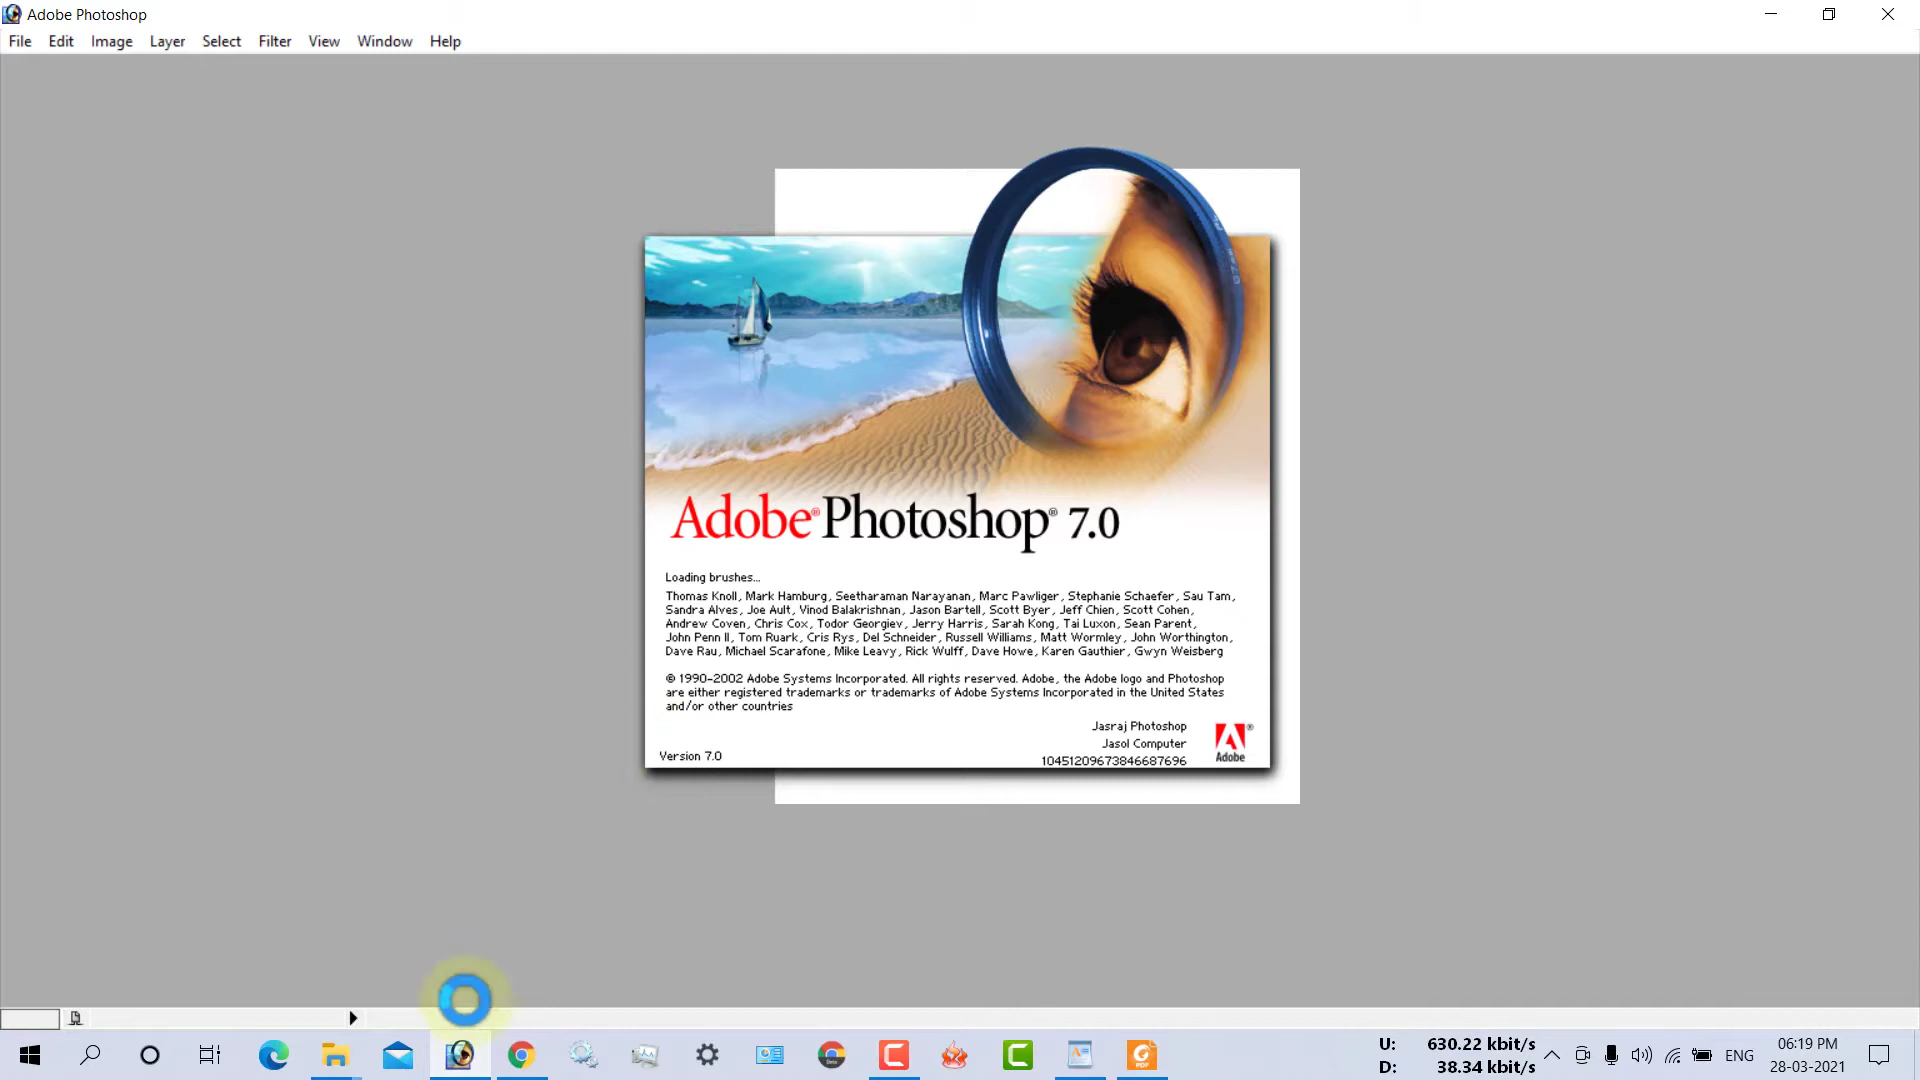 Adobe Photoshop
File Edit Image Layer Select Filter View Window Help
Adobe® Photoshop® 7.0
Loading brushes...
Thomas Knoll, Mark Hamburg, Seetharaman Narayanan, Marc Pawliger, Stephanie Schaefer, Sau Tam,
Sandra Alves, Joe Ault, Vinod Balakrishnan, Jason Bartell, Scott Byer, Jeff Chien, Scott Cohen,
Andrew Coven, Chris Cox, Todor Georgiev, Jerry Harris, Sarah Kong, Tai Luxon, Sean Parent,
John Penn II, Tom Ruark, Cris Rys, Del Schneider, Russell Williams, Matt Wormley, John Worthington,
Dave Rau, Michael Scarafone, Mike Leavy, Rick Wulff, Dave Howe, Karen Gauthier, Gwyn Weisberg
© 1990-2002 Adobe Systems Incorporated. All rights reserved. Adobe, the Adobe logo and Photoshop
are either registered trademarks or trademarks of Adobe Systems Incorporated in the United States
and/or other countries
Jasraj Photoshop
Jasol Computer
10451209673846687696
Version 7.0
Adobe
U: 630.22 kbit/s
D: 38.34 kbit/s
ENG
06:19 PM
28-03-2021